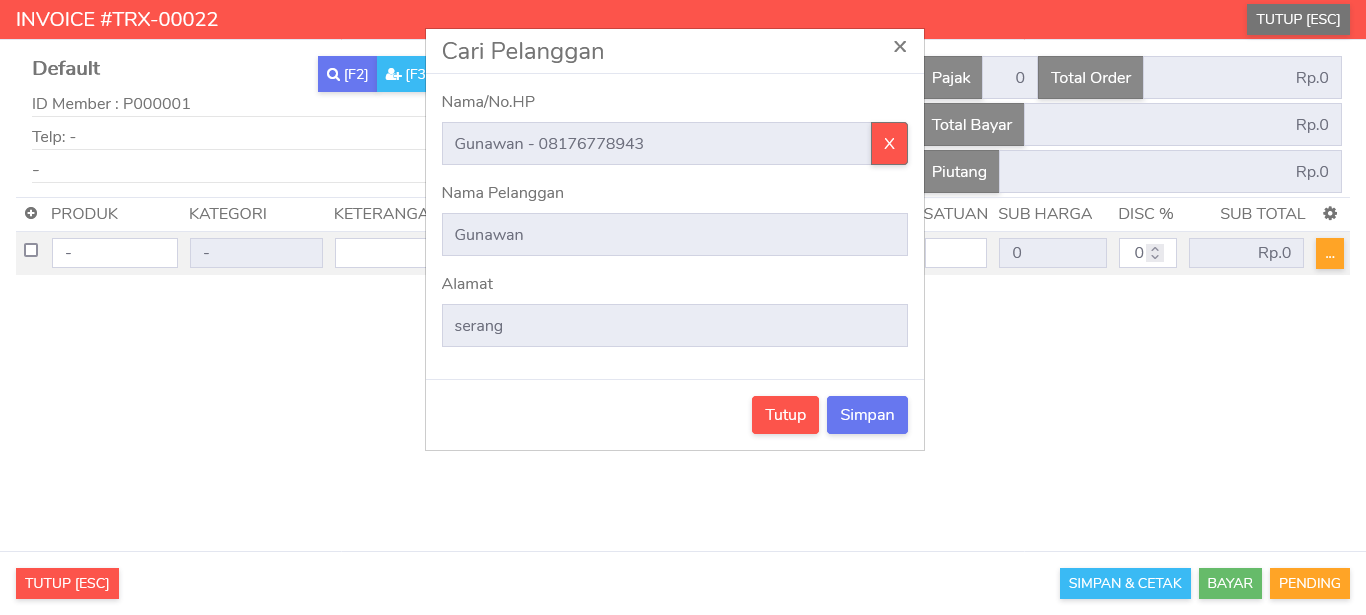 INVOICE #TRX-00022
TUTUP [ESC]
Default
[F2]
[F3
ID Member : P000001
Telp: -
-
Cari Pelanggan
×
Nama/No.HP
Gunawan - 08176778943
X
Nama Pelanggan
Gunawan
Alamat
serang
Tutup
Simpan
Pajak
0
Total Order
Rp.0
Total Bayar
Rp.0
Piutang
Rp.0
PRODUK
KATEGORI
KETERANGA
SATUAN
SUB HARGA
DISC %
SUB TOTAL
-
-
0
0
Rp.0
...
TUTUP [ESC]
SIMPAN & CETAK
BAYAR
PENDING